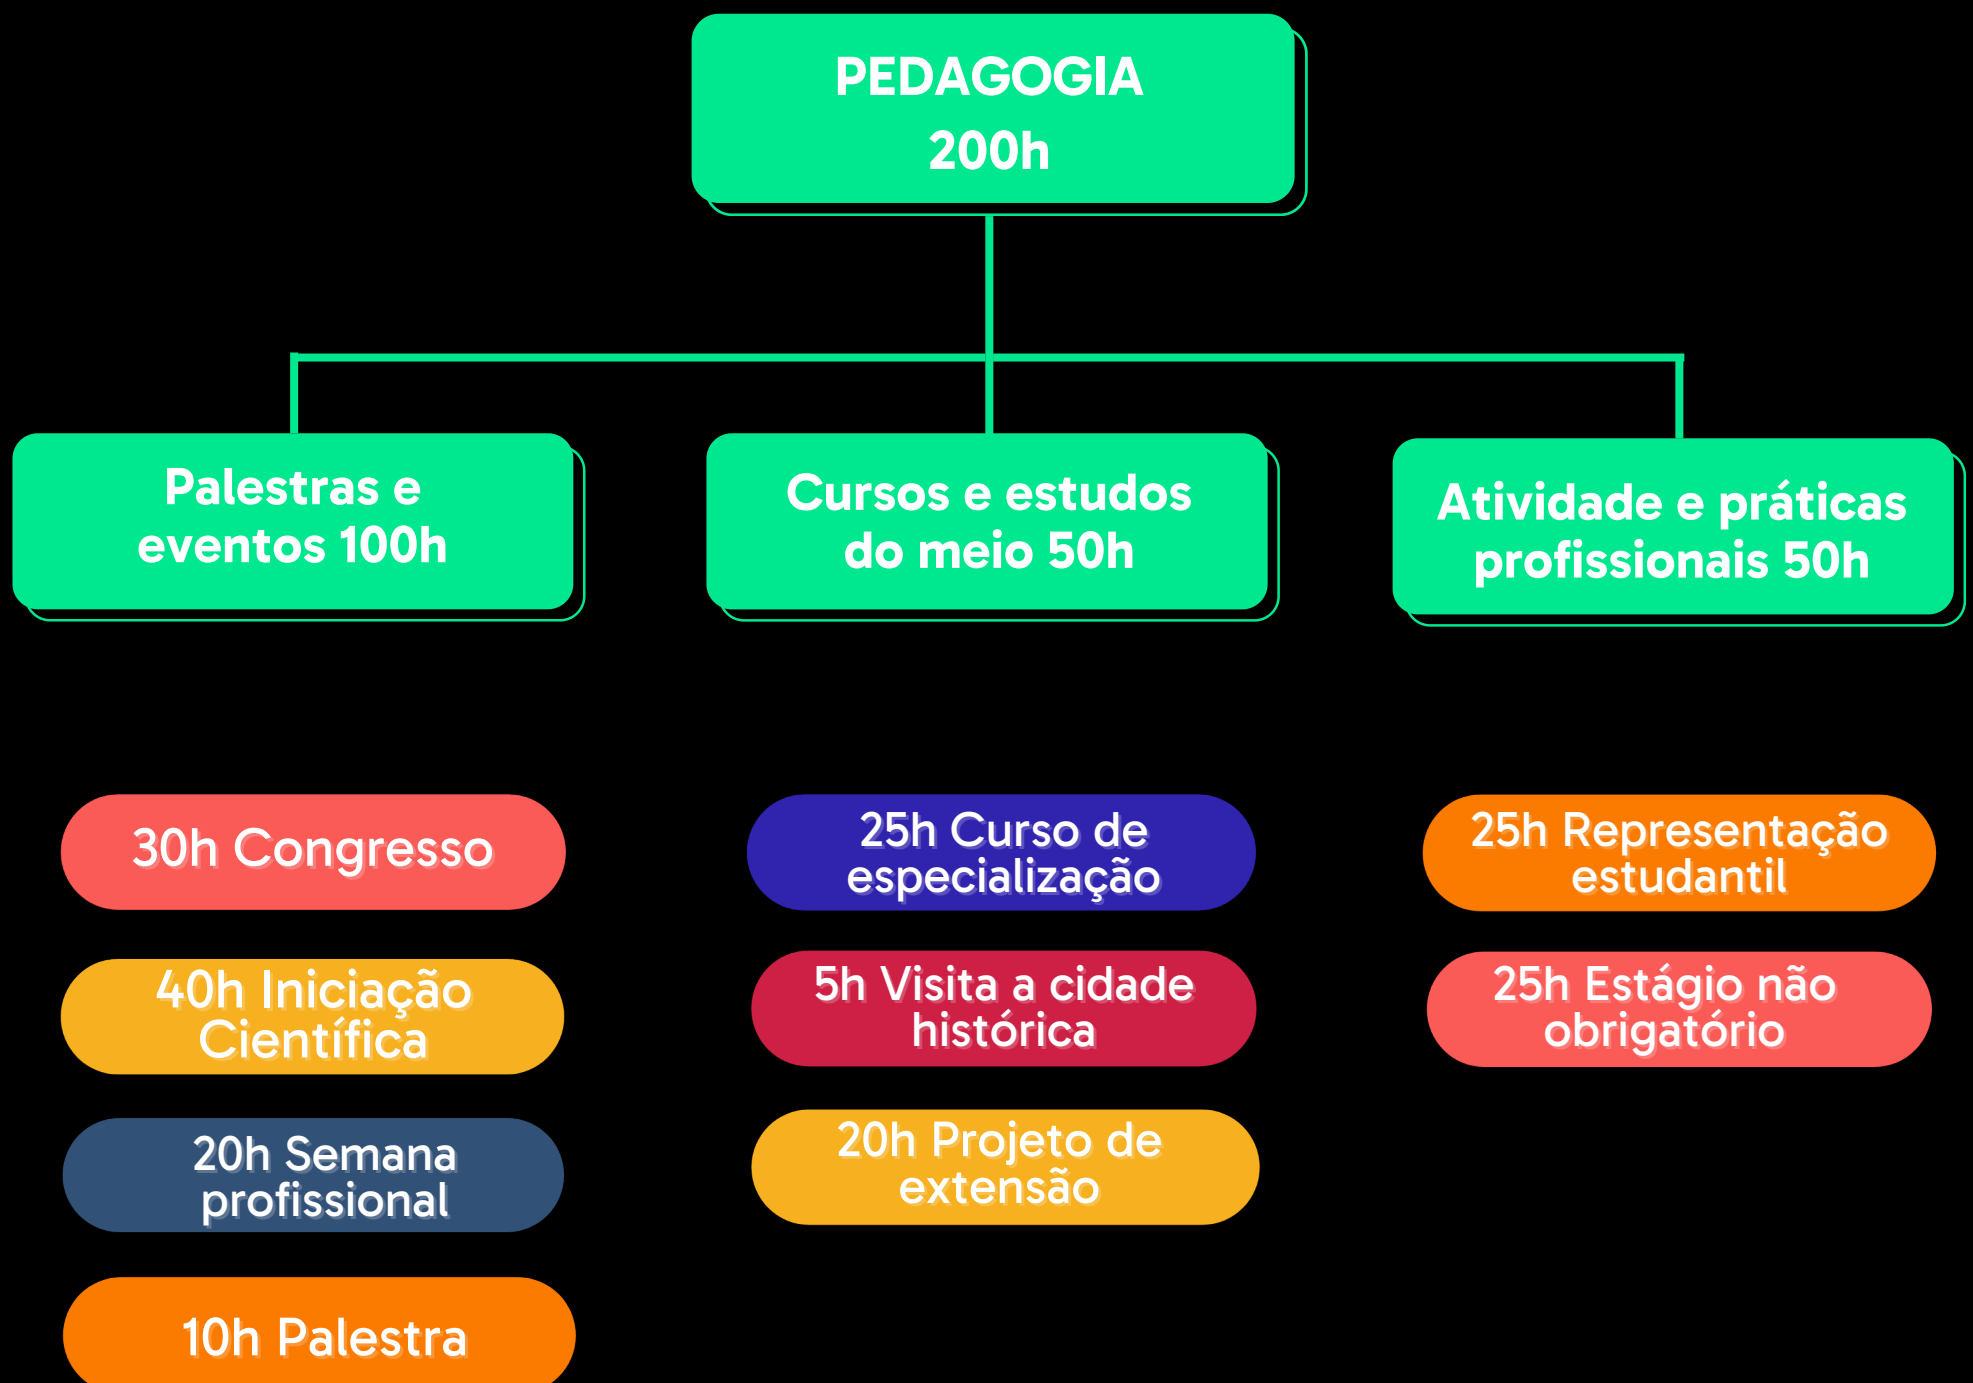 PEDAGOGIA
200h
Palestras e
eventos 100h
Cursos e estudos
do meio 50h
Atividade e práticas
profissionais 50h
30h Congresso
40h Iniciação
Científica
20h Semana
profissional
10h Palestra
25h Curso de
especialização
5h Visita a cidade
histórica
20h Projeto de
extensão
25h Representação
estudantil
25h Estágio não
obrigatório